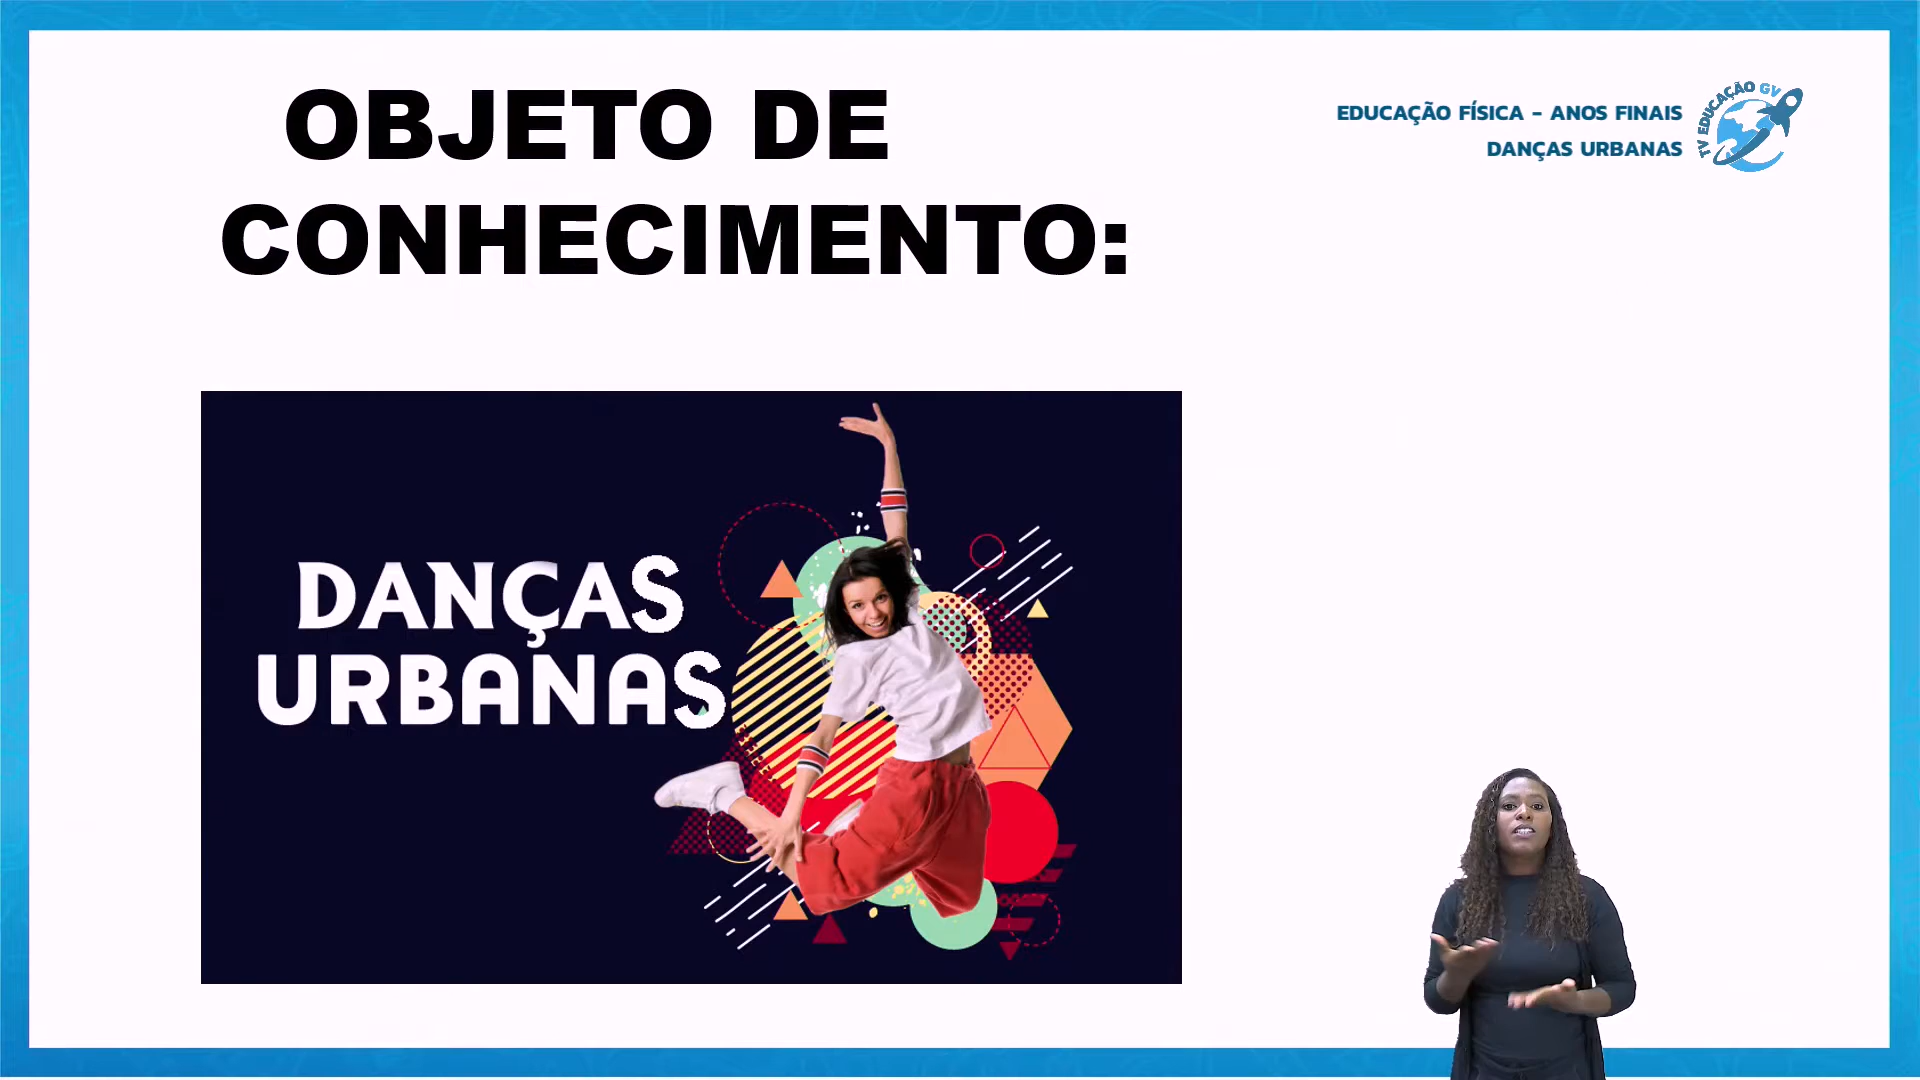 OBJETO DE
CONHECIMENTO:
EDUCAÇÃO FÍSICA - ANOS FINAIS
DANÇAS URBANAS
TV EDUCAÇÃO GV
DANÇAS
URBANAS